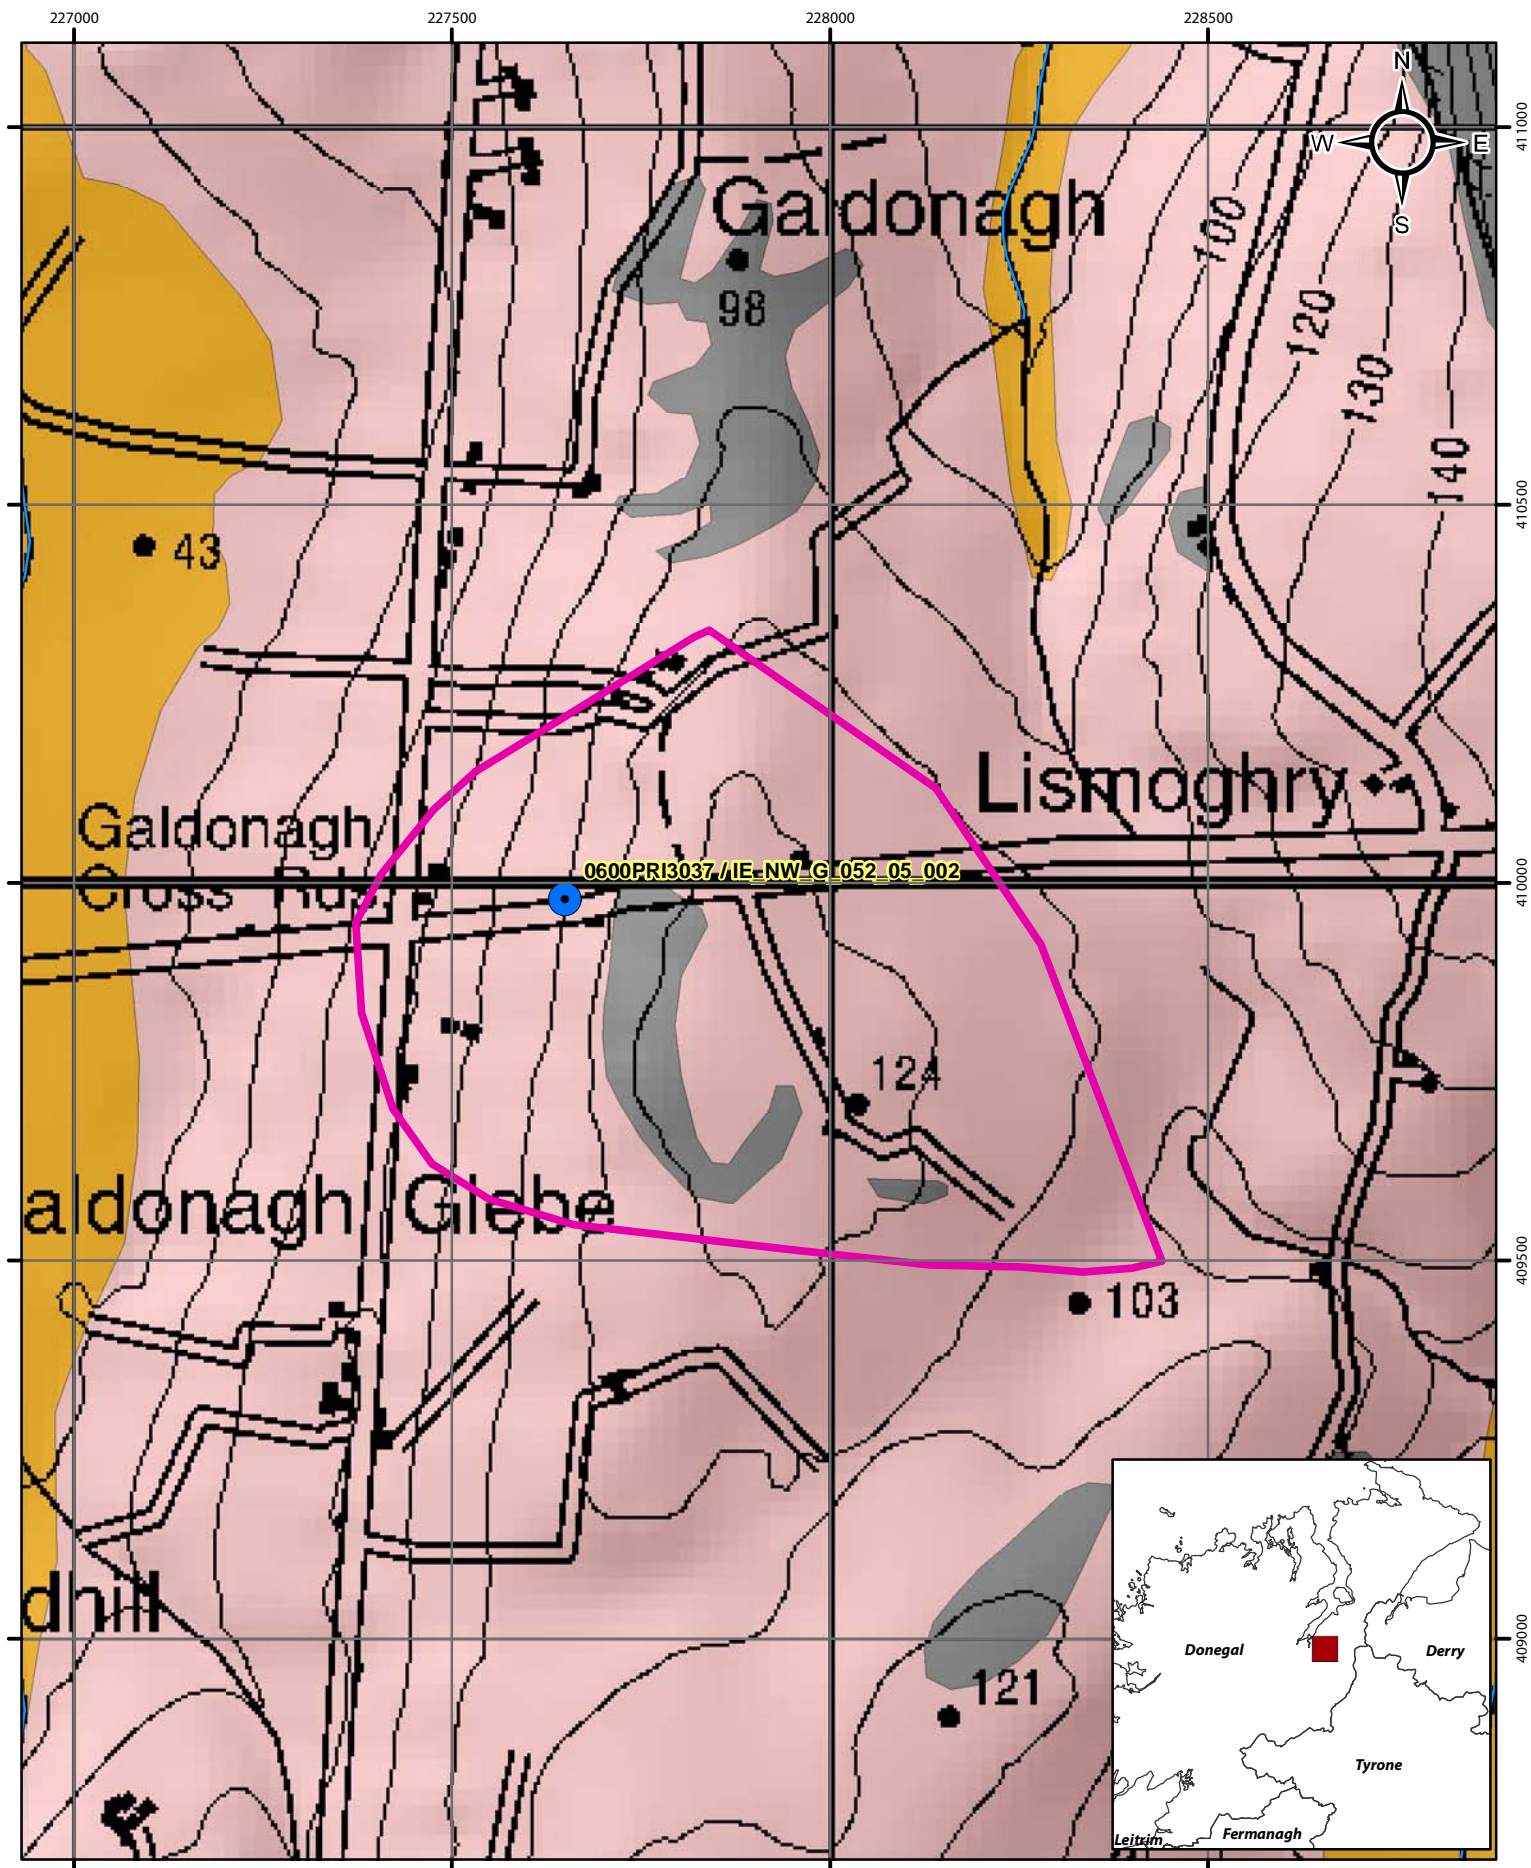 227000
227500
228000
228500
N
W E
S
411000
Galdonagh
100
98
120
130
140
410500
43
Lismoghry
Galdonagh
Cross Rds
0600PRI3037 / IE_NW_G_052_05_002
410000
124
aldonagh Glebe
409500
103
dhill
409000
121
Donegal
Derry
Tyrone
Fermanagh
Leitrim